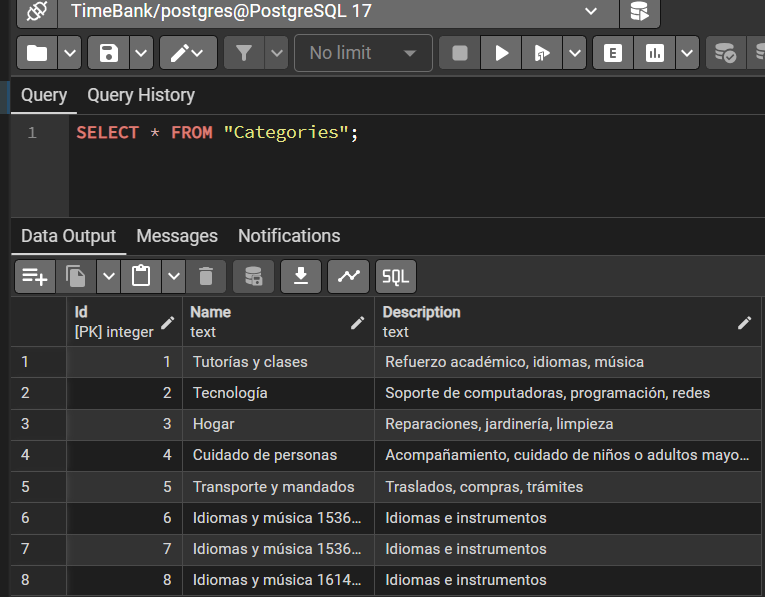 TimeBank/postgres@PostgreSQL 17
No limit
E
Query Query History
1 SELECT * FROM "Categories";
Data Output Messages Notifications
SQL
Id Name Description
[PK] integer text text
1 1 Tutorías y clases Refuerzo académico, idiomas, música
2 2 Tecnología Soporte de computadoras, programación, redes
3 3 Hogar Reparaciones, jardinería, limpieza
4 4 Cuidado de personas Acompañamiento, cuidado de niños o adultos mayo...
5 5 Transporte y mandados Traslados, compras, trámites
6 6 Idiomas y música 1536... Idiomas e instrumentos
7 7 Idiomas y música 1536... Idiomas e instrumentos
8 8 Idiomas y música 1614... Idiomas e instrumentos